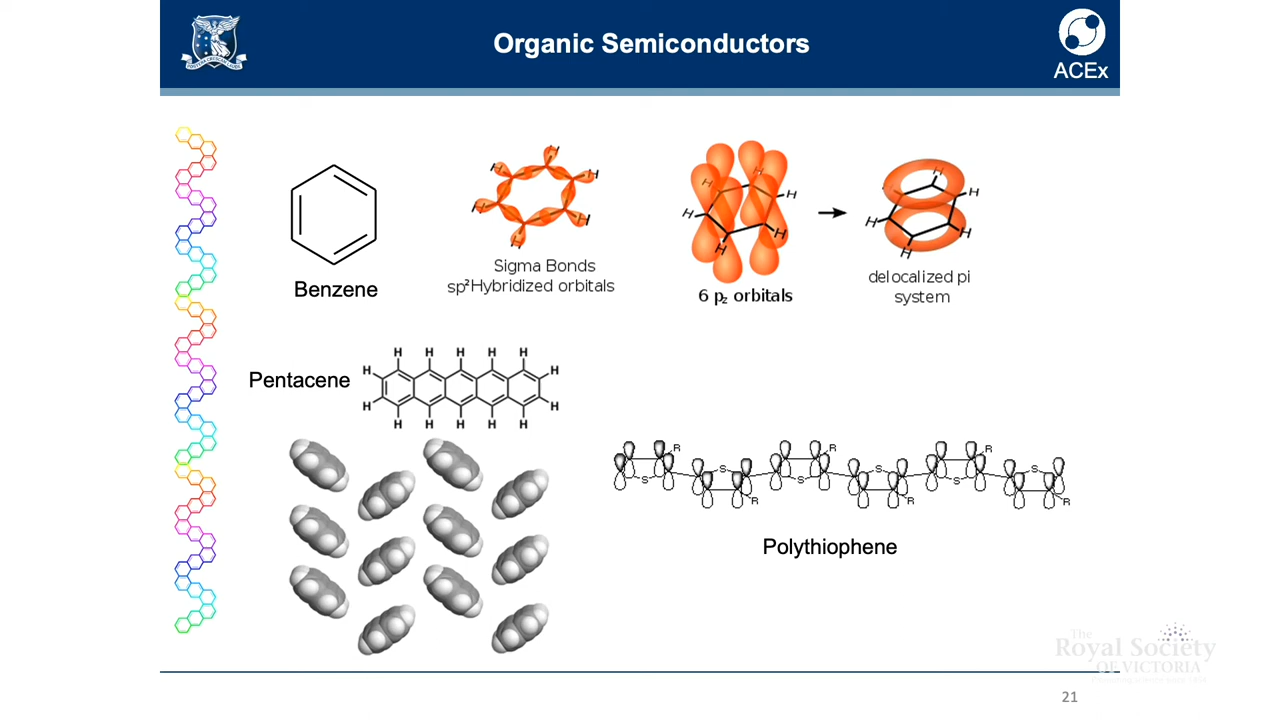 Organic Semiconductors
ACEx
Benzene
H
H
H
H
H
H
Sigma Bonds
sp²Hybridized orbitals
H
H
H
H
H
H
6 pz orbitals
H
H
H
H
H
delocalized pi
system
Pentacene
H H H H H
H H
H H
H H H H H
R R R
S S S
S S S
R R R
Polythiophene
The
Royal Society
OF VICTORIA
21